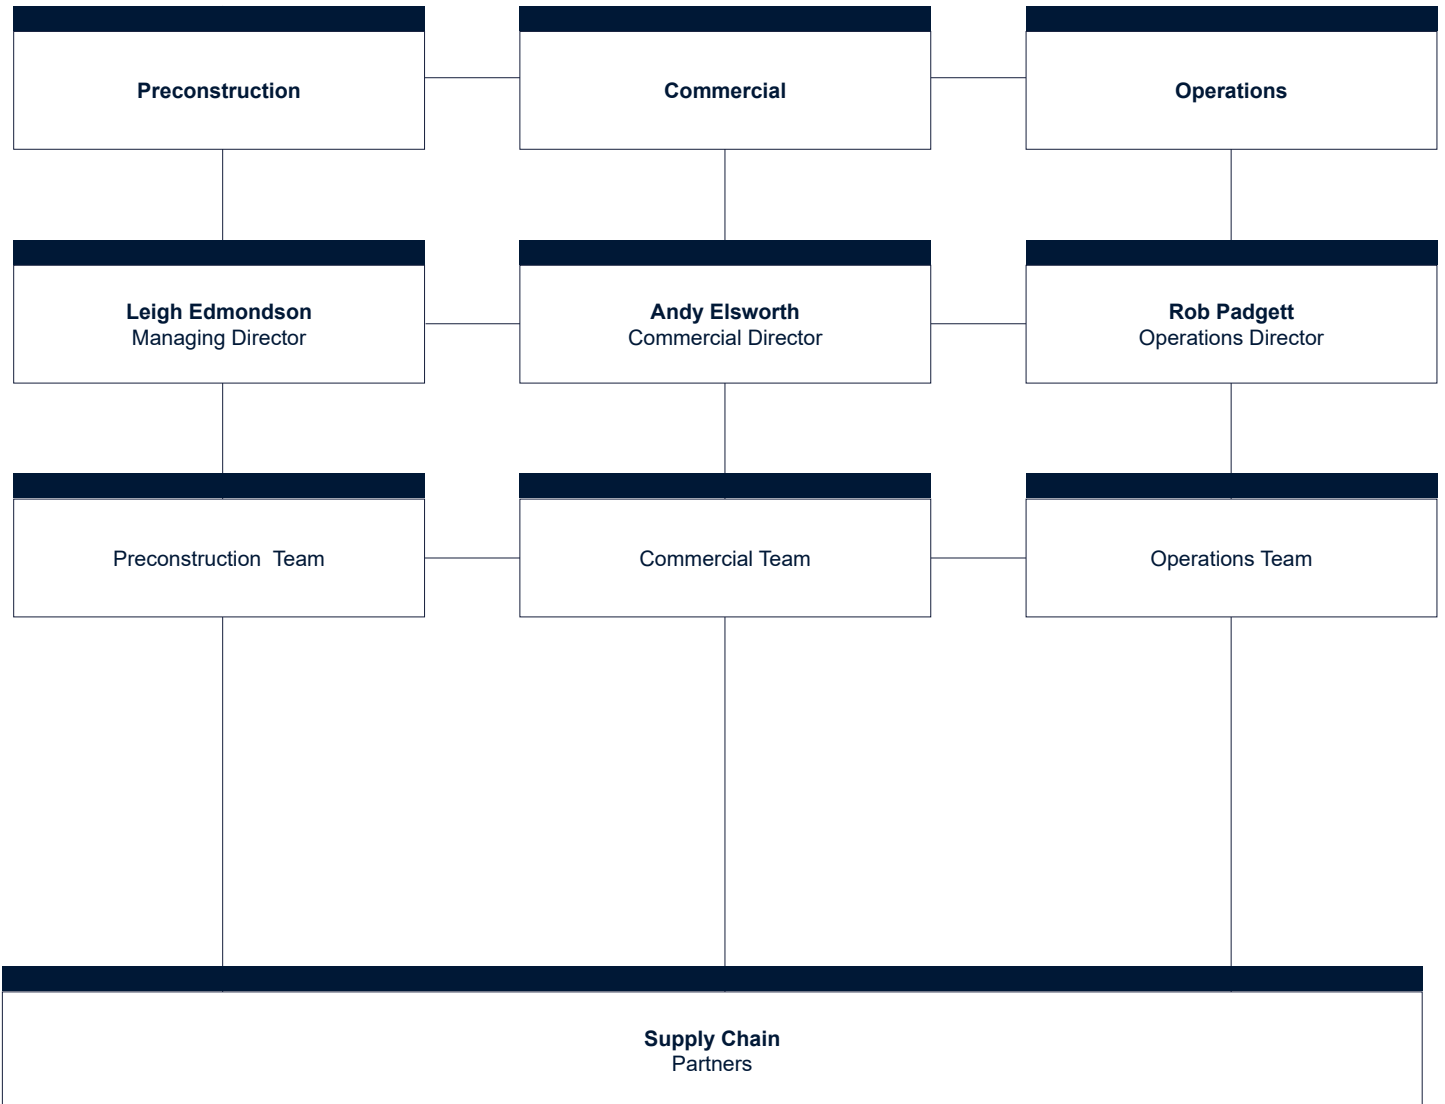 Preconstruction
Commercial
Operations
Leigh Edmondson
Managing Director
Andy Elsworth
Commercial Director
Rob Padgett
Operations Director
Preconstruction  Team
Commercial Team
Operations Team
Supply Chain
Partners